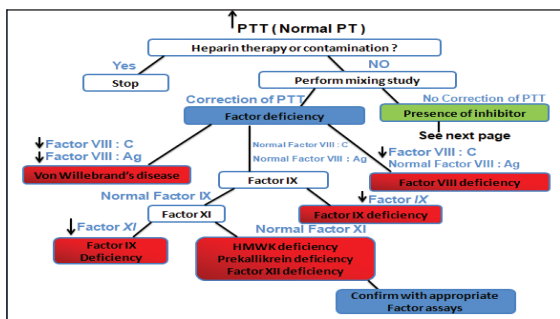 ↑ PTT ( Normal PT )
Heparin therapy or contamination ?
Yes
NO
Stop
Perform mixing study
Correction of PTT
No Correction of PTT
Factor deficiency
Presence of inhibitor
See next page
↓ Factor VIII : C
↓ Factor VIII : Ag
Normal Factor VIII : C
Normal Factor VIII : Ag
↓ Factor VIII : C
Normal Factor VIII : Ag
Von Willebrand's disease
Factor IX
Factor VIII deficiency
Normal Factor IX
↓ Factor IX
Factor XI
Factor IX deficiency
↓ Factor XI
Normal Factor XI
Factor IX
Deficiency
HMWK deficiency
Prekallikrein deficiency
Factor XII deficiency
Confirm with appropriate
Factor assays